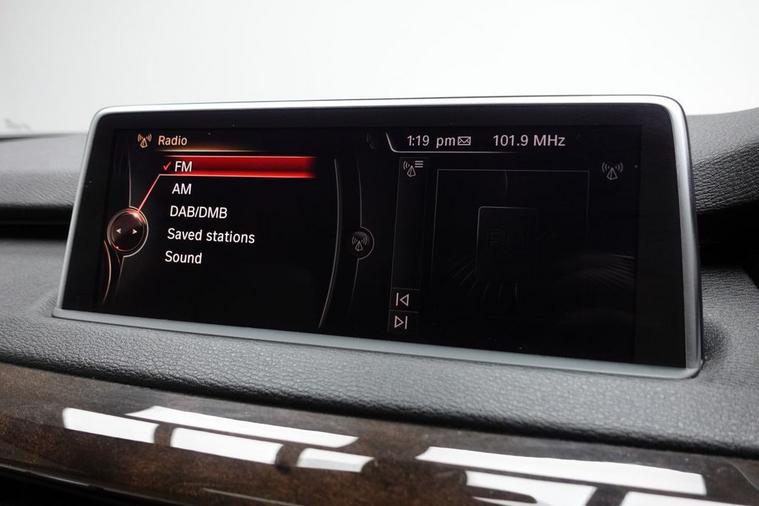 Radio
1:19 pm
101.9 MHz
FM
AM
DAB/DMB
Saved stations
Sound